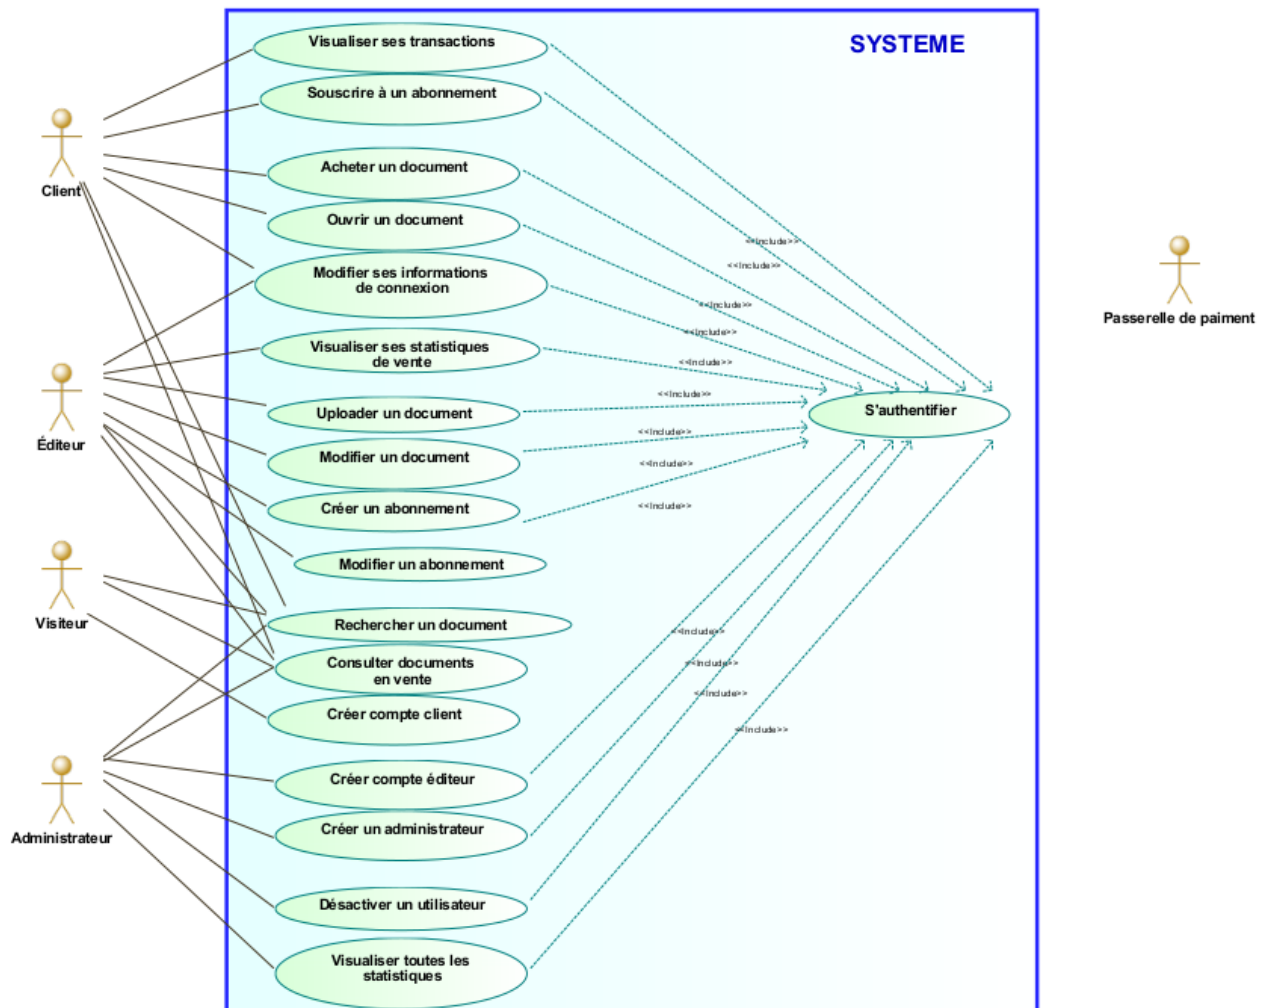 SYSTEME
Visualiser ses transactions
Souscrire à un abonnement
Acheter un document
Ouvrir un document
Modifier ses informations
de connexion
Visualiser ses statistiques
de vente
Uploader un document
Modifier un document
Créer un abonnement
Modifier un abonnement
Rechercher un document
Consulter documents
en vente
Créer compte client
Créer compte éditeur
Créer un administrateur
Désactiver un utilisateur
Visualiser toutes les
statistiques
Client
Éditeur
Visiteur
Administrateur
<<Include>>
<<Include>>
<<Include>>
<<Include>>
<<Include>>
<<Include>>
<<Include>>
<<Include>>
<<Include>>
<<Include>>
<<Include>>
<<Include>>
<<Include>>
S'authentifier
Passerelle de paiment